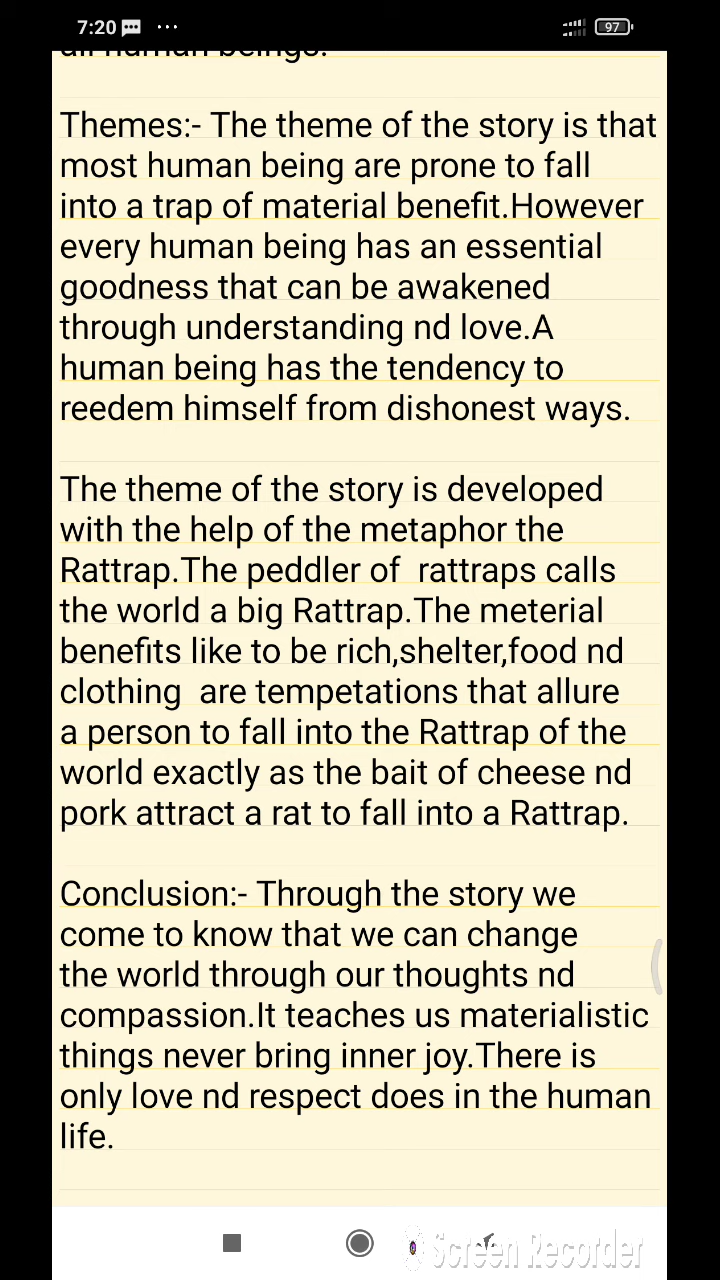 7:20
97
all human beings.
Themes:- The theme of the story is that
most human being are prone to fall
into a trap of material benefit.However
every human being has an essential
goodness that can be awakened
through understanding nd love.A
human being has the tendency to
reedem himself from dishonest ways.
The theme of the story is developed
with the help of the metaphor the
Rattrap.The peddler of  rattraps calls
the world a big Rattrap.The meterial
benefits like to be rich,shelter,food nd
clothing  are tempetations that allure
a person to fall into the Rattrap of the
world exactly as the bait of cheese nd
pork attract a rat to fall into a Rattrap.
Conclusion:- Through the story we
come to know that we can change
the world through our thoughts nd
compassion.It teaches us materialistic
things never bring inner joy.There is
only love nd respect does in the human
life.
Screen Recorder